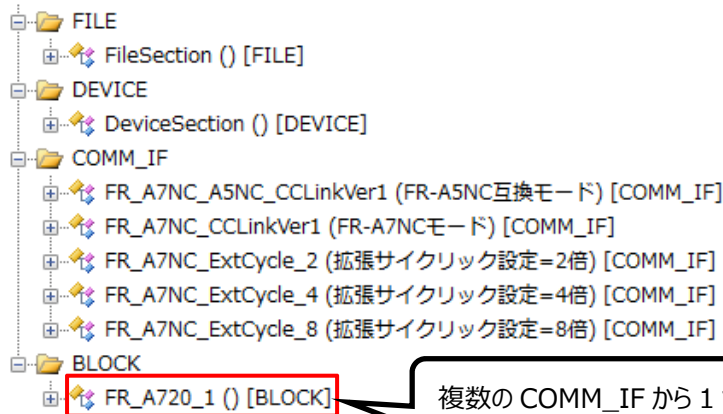 FILE
FileSection () [FILE]
DEVICE
DeviceSection () [DEVICE]
COMM_IF
FR_A7NC_A5NC_CCLinkVer1 (FR-A5NC互換モード) [COMM_IF]
FR_A7NC_CCLinkVer1 (FR-A7NCモード) [COMM_IF]
FR_A7NC_ExtCycle_2 (拡張サイクリック設定=2倍) [COMM_IF]
FR_A7NC_ExtCycle_4 (拡張サイクリック設定=4倍) [COMM_IF]
FR_A7NC_ExtCycle_8 (拡張サイクリック設定=8倍) [COMM_IF]
BLOCK
FR_A720_1 () [BLOCK]
複数の COMM_IF から 1